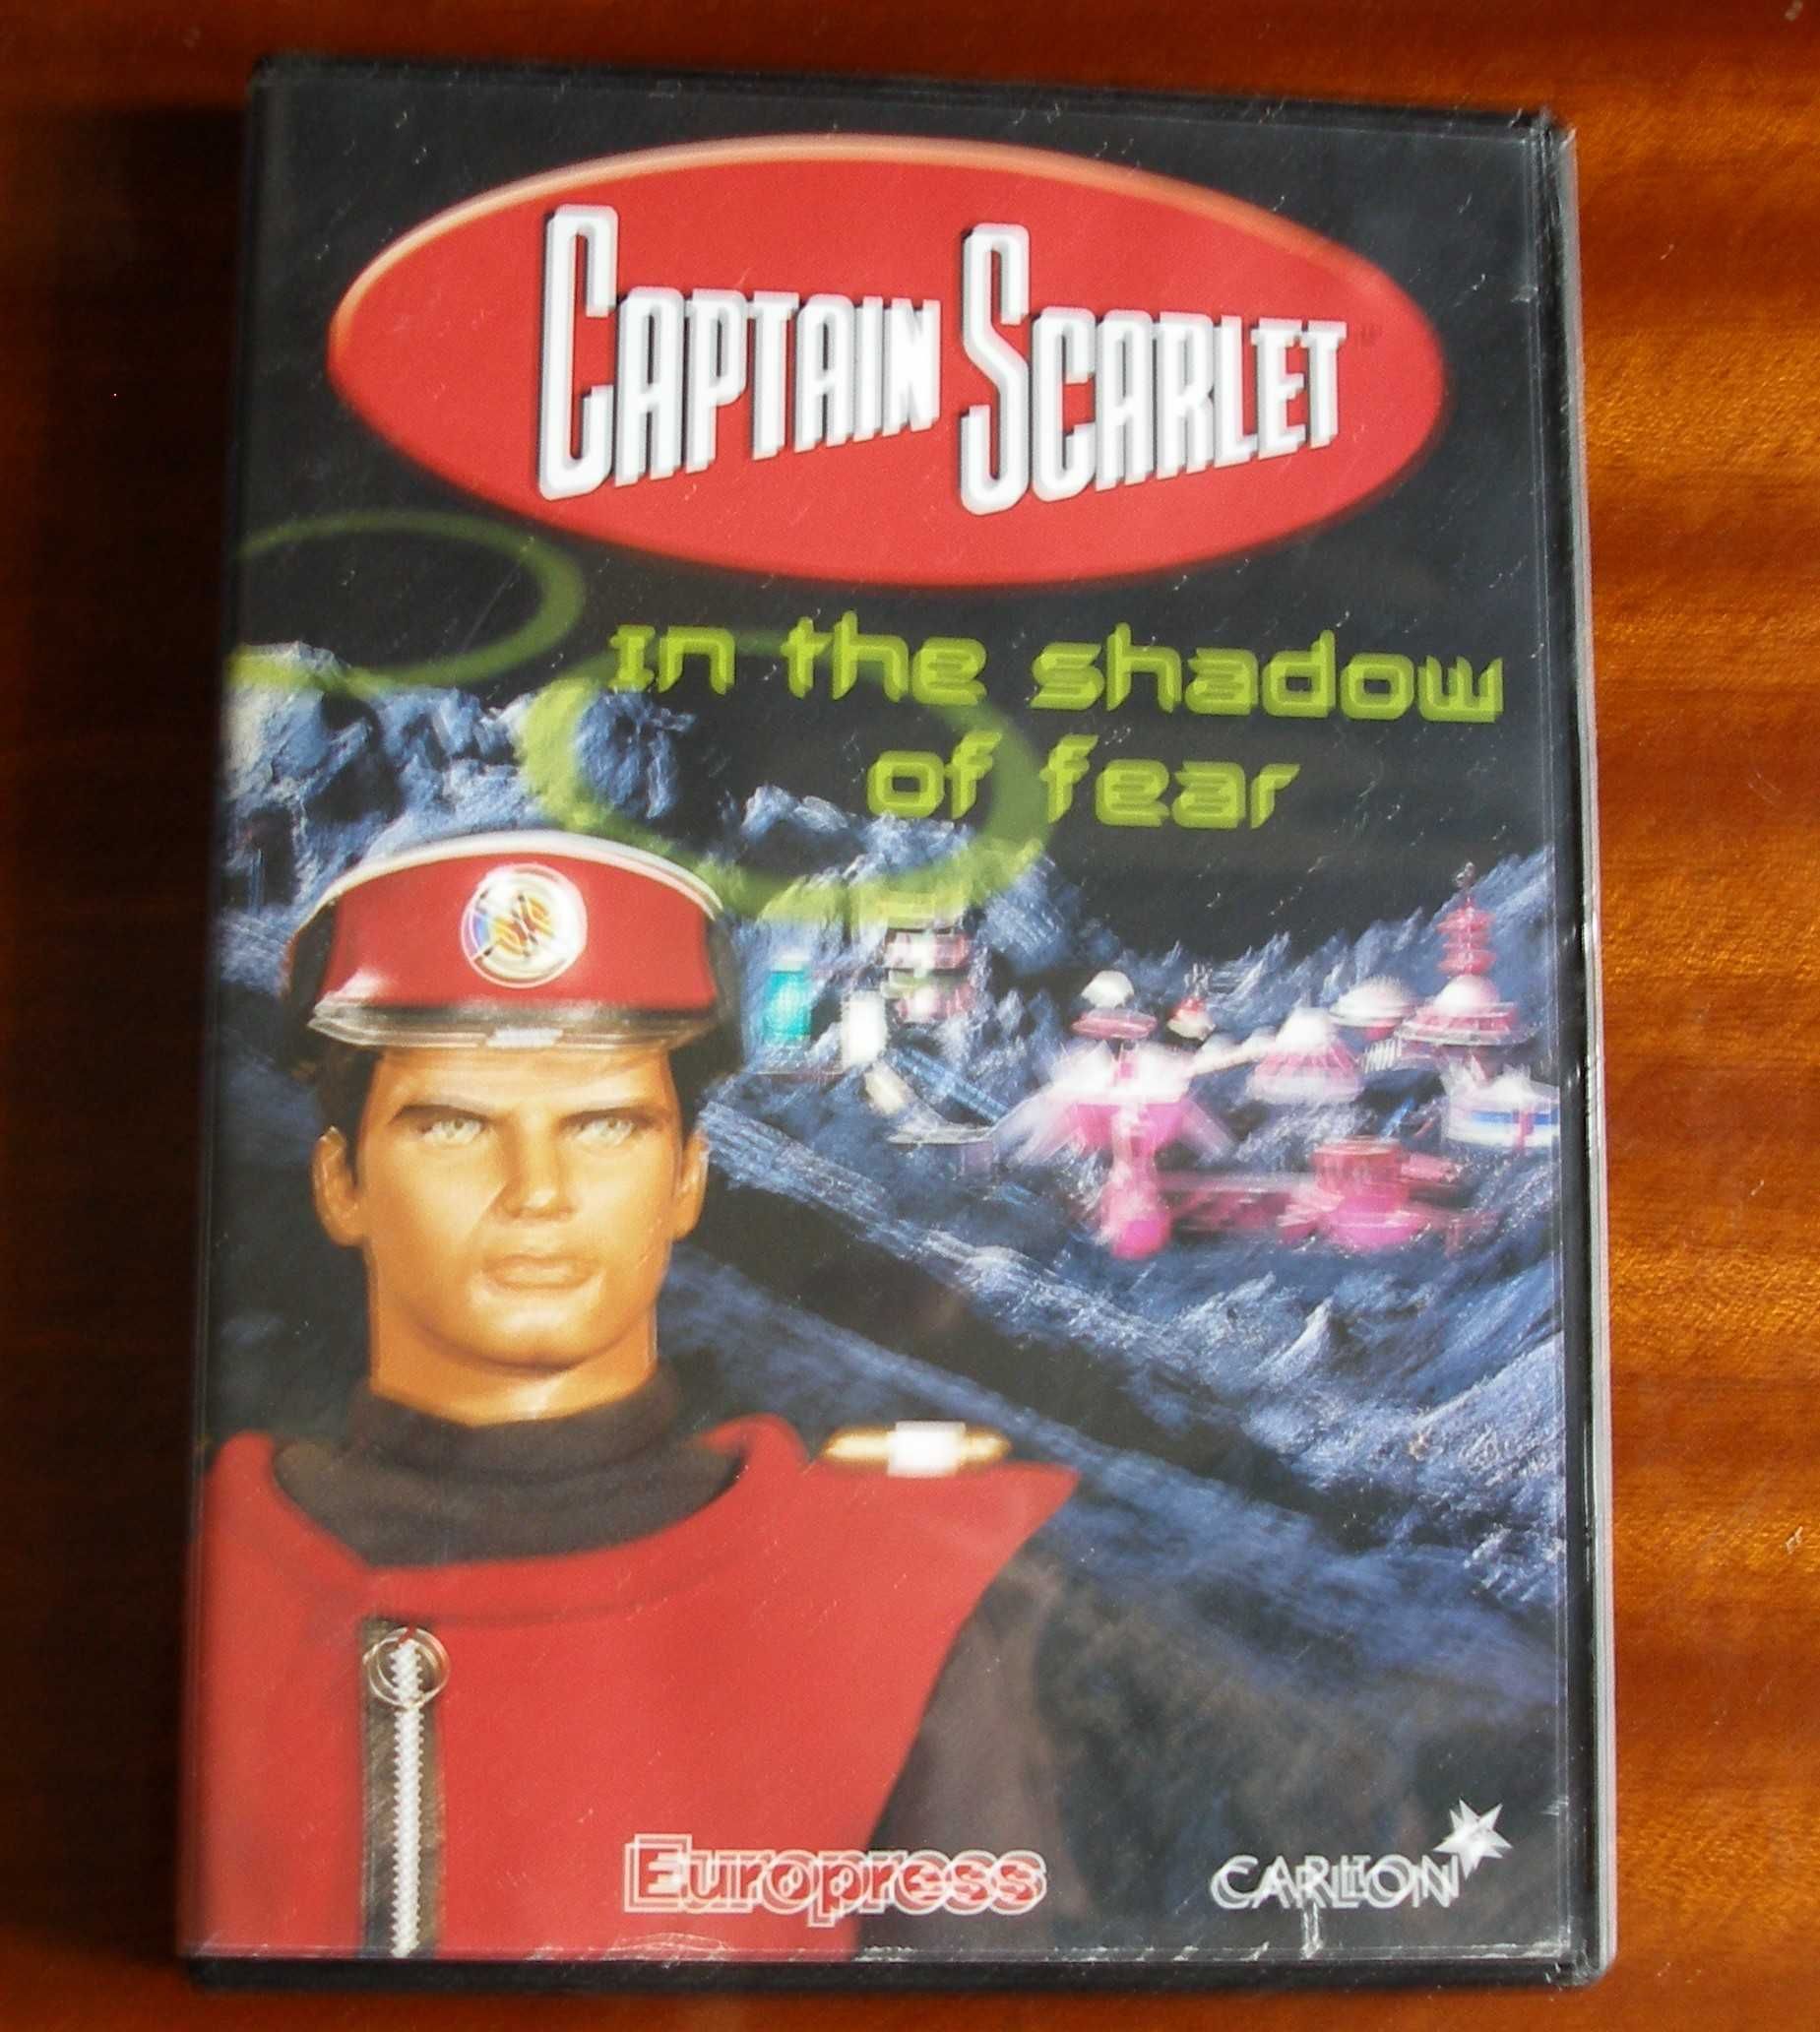 CAPTAIN SCARLET
in the shadow
of fear
Europress
CARLTON